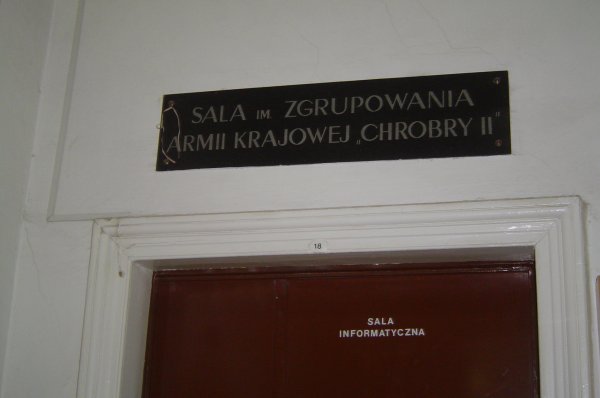 SALA IM. ZGRUPOWANIA
ARMII KRAJOWEJ „CHROBRY II"
18
SALA
INFORMATYCZNA